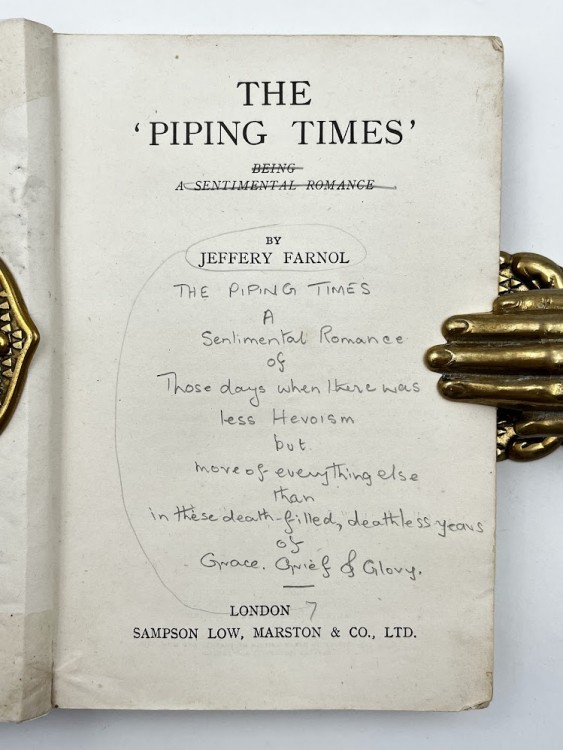 THE
‘PIPING TIMES’
BEING
A SENTIMENTAL ROMANCE
BY
JEFFERY FARNOL
THE PIPING TIMES
A
Sentimental Romance
of
Those days when there was
less Heroism
but
more of everything else
than
in these death-filled, deathless years
of
Grace. Grief & Glory.
LONDON
SAMPSON LOW, MARSTON & CO., LTD.